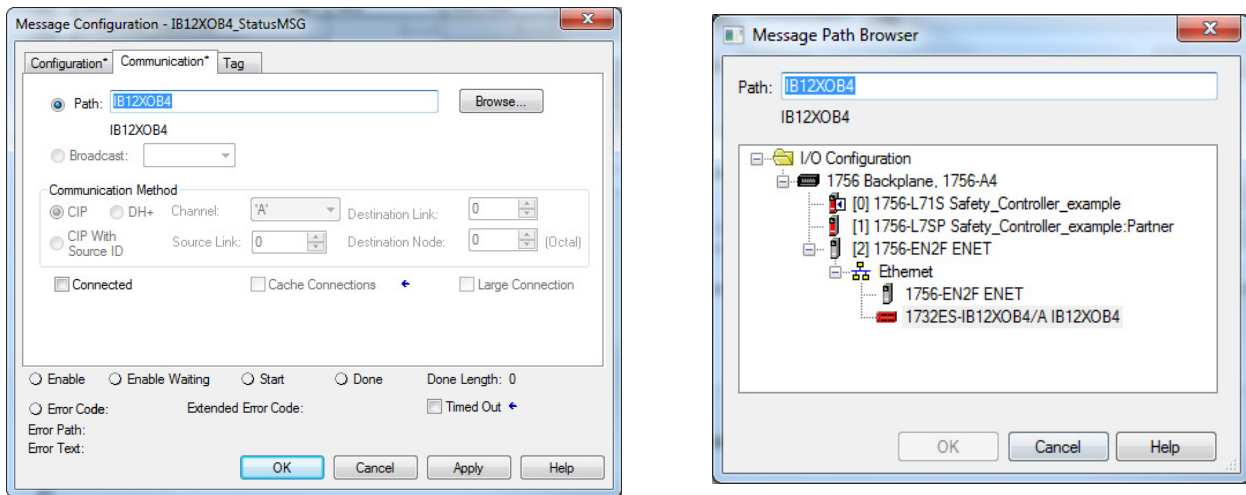 Message Configuration - IB12XOB4_StatusMSG
Configuration* Communication* Tag
Path: IB12XOB4 Browse...
IB12XOB4
Broadcast:
Communication Method
CIP DH+ Channel: 'A' Destination Link: 0
CIP With Source ID Source Link: 0 Destination Node: 0 (Octal)
Connected Cache Connections ← Large Connection
Enable Enable Waiting Start Done Done Length: 0
Error Code: Extended Error Code: Timed Out ←
Error Path:
Error Text:
OK Cancel Apply Help
Message Path Browser
Path: IB12XOB4
IB12XOB4
I/O Configuration
1756 Backplane, 1756-A4
[0] 1756-L71S Safety_Controller_example
[1] 1756-L7SP Safety_Controller_example:Partner
[2] 1756-EN2F ENET
Ethernet
1756-EN2F ENET
1732ES-IB12XOB4/A IB12XOB4
OK Cancel Help